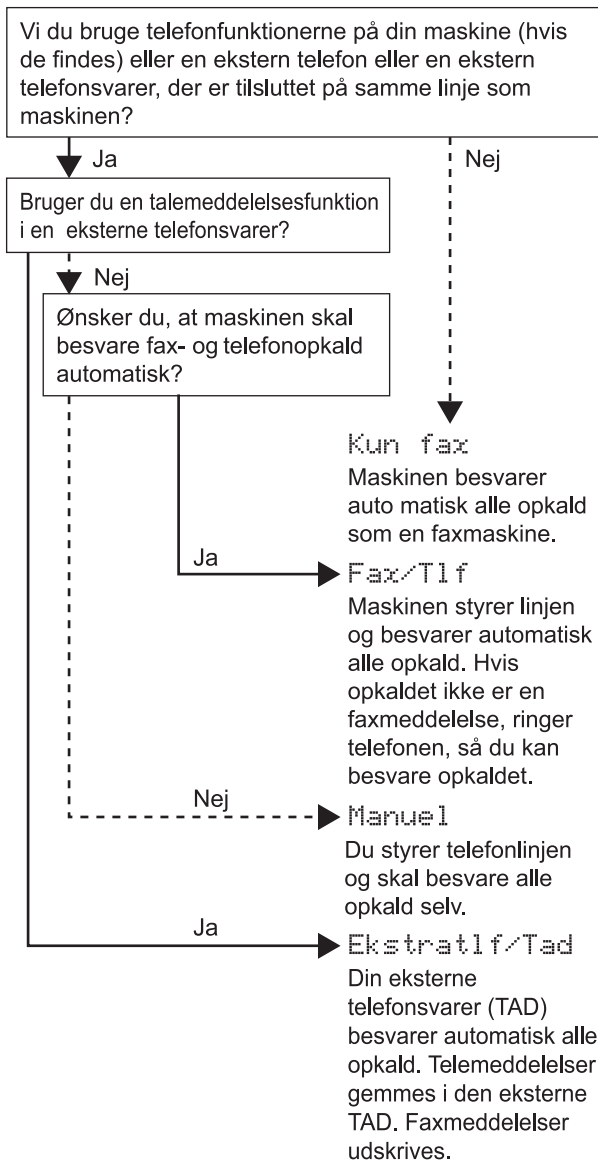 Vi du bruge telefonfunktionerne på din maskine (hvis
de findes) eller en ekstern telefon eller en ekstern
telefonsvarer, der er tilsluttet på samme linje som
maskinen?
Ja
Nej
Bruger du en talemeddelelsesfunktion
i en eksterne telefonsvarer?
Nej
Ønsker du, at maskinen skal
besvare fax- og telefonopkald
automatisk?
Kun fax
Maskinen besvarer
auto matisk alle opkald
som en faxmaskine.
Ja
Fax/Tlf
Maskinen styrer linjen
og besvarer automatisk
alle opkald. Hvis
opkaldet ikke er en
faxmeddelelse, ringer
telefonen, så du kan
besvare opkaldet.
Nej
Manuel
Du styrer telefonlinjen
og skal besvare alle
opkald selv.
Ja
Ekstratlf/Tad
Din eksterne
telefonsvarer (TAD)
besvarer automatisk alle
opkald. Telemeddelelser
gemmes i den eksterne
TAD. Faxmeddelelser
udskrives.